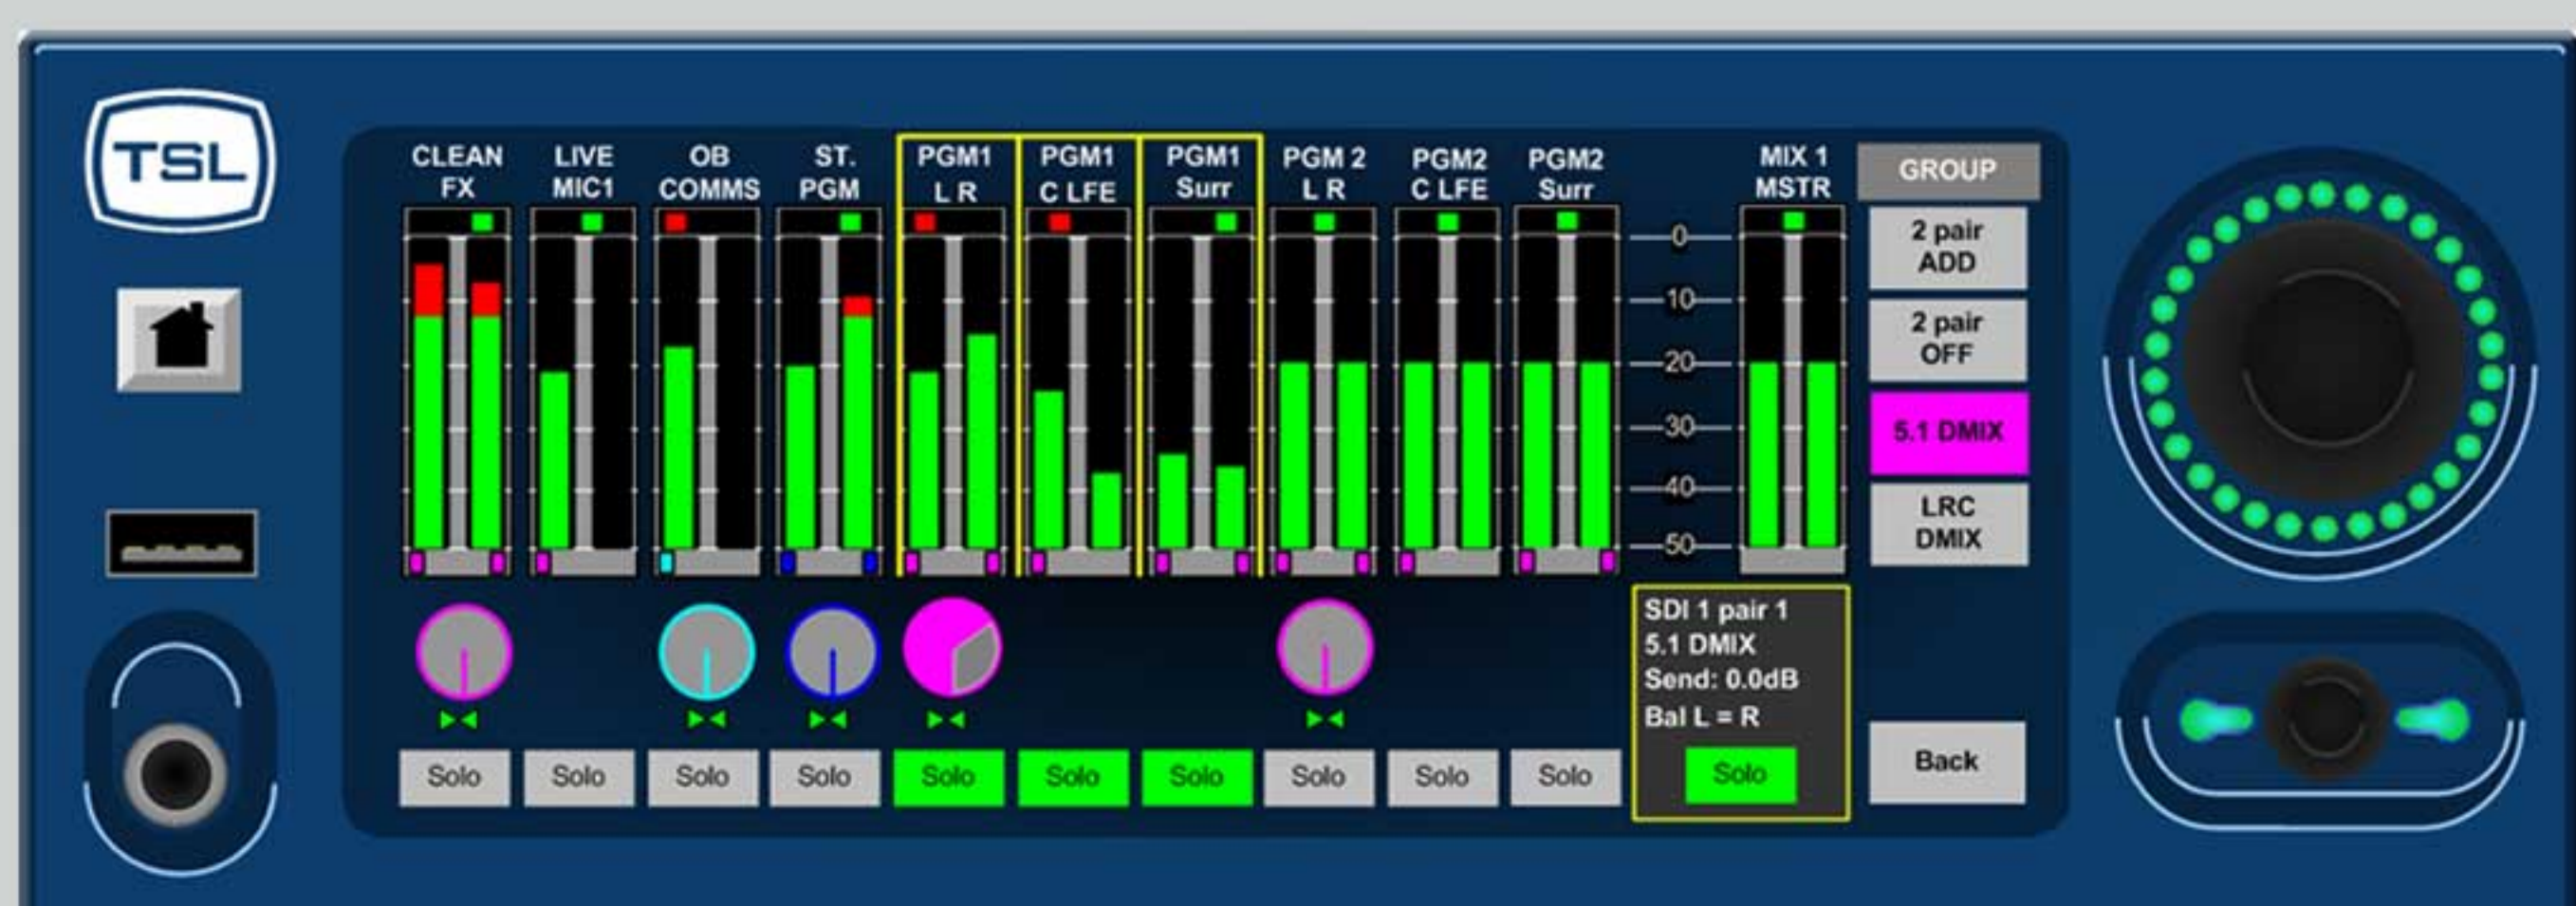 TSL
CLEAN
FX
LIVE
MIC1
OB
COMMS
ST.
PGM
PGM1
L R
PGM1
C LFE
PGM1
Surr
PGM 2
L R
PGM2
C LFE
PGM2
Surr
MIX 1
MSTR
0
10
20
30
40
50
GROUP
2 pair
ADD
2 pair
OFF
5.1 DMIX
LRC
DMIX
SDI 1 pair 1
5.1 DMIX
Send: 0.0dB
Bal L = R
Solo
Solo
Solo
Solo
Solo
Solo
Solo
Solo
Solo
Solo
Solo
Back